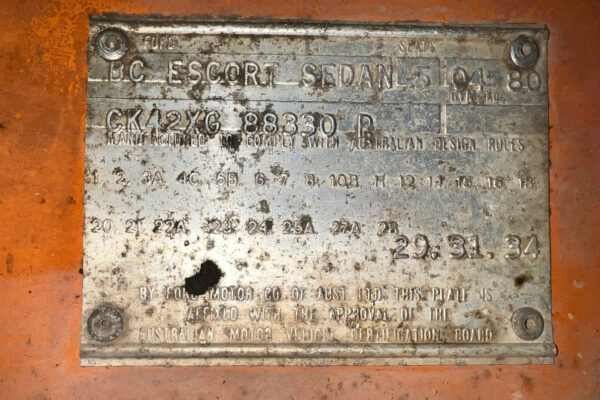 FORD SEATS
BC ESCORT SEDAN 5 04 80
CK42XG 88330 P
MANUFACTURED TO COMPLY WITH AUSTRALIAN DESIGN RULES
1. 2. 3A. 4C. 5B. 6. 7. 8. 10B. 11. 12. 14. 15. 16. 18.
20. 21. 22A. 23. 24. 25A. 27A. 28.
29. 31. 34
BY FORD MOTOR CO OF AUST LTD. THIS PLATE IS
AFFIXED WITH THE APPROVAL OF THE
AUSTRALIAN MOTOR VEHICLE CERTIFICATION BOARD